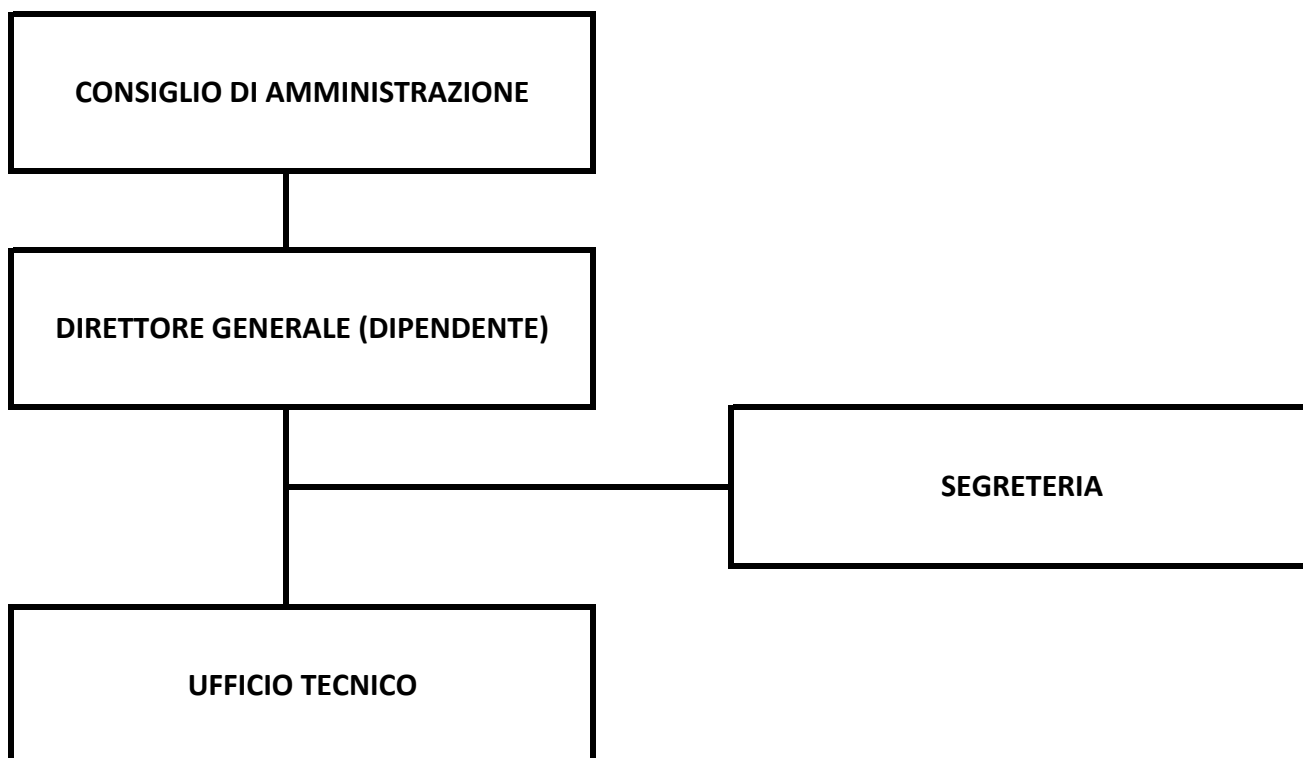 CONSIGLIO DI AMMINISTRAZIONE
DIRETTORE GENERALE (DIPENDENTE)
SEGRETERIA
UFFICIO TECNICO